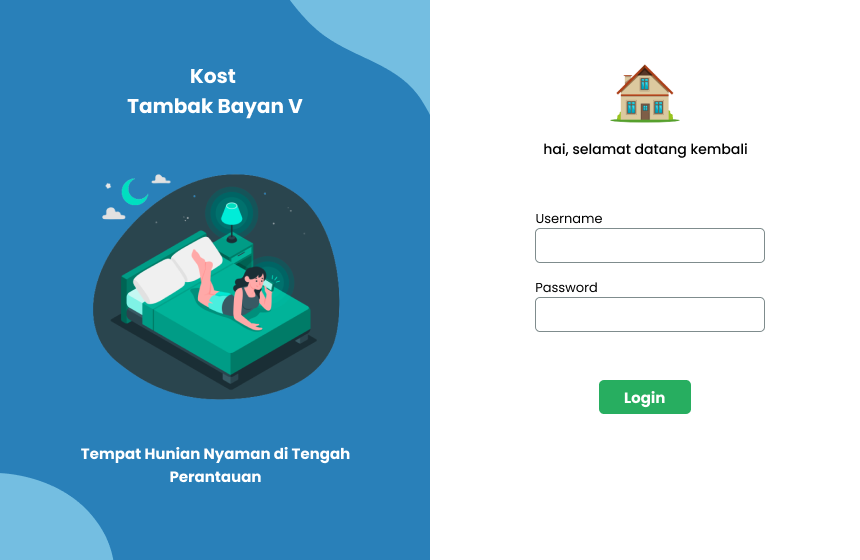 Kost
Tambak Bayan V
Tempat Hunian Nyaman di Tengah
Perantauan
hai, selamat datang kembali
Username
Password
Login